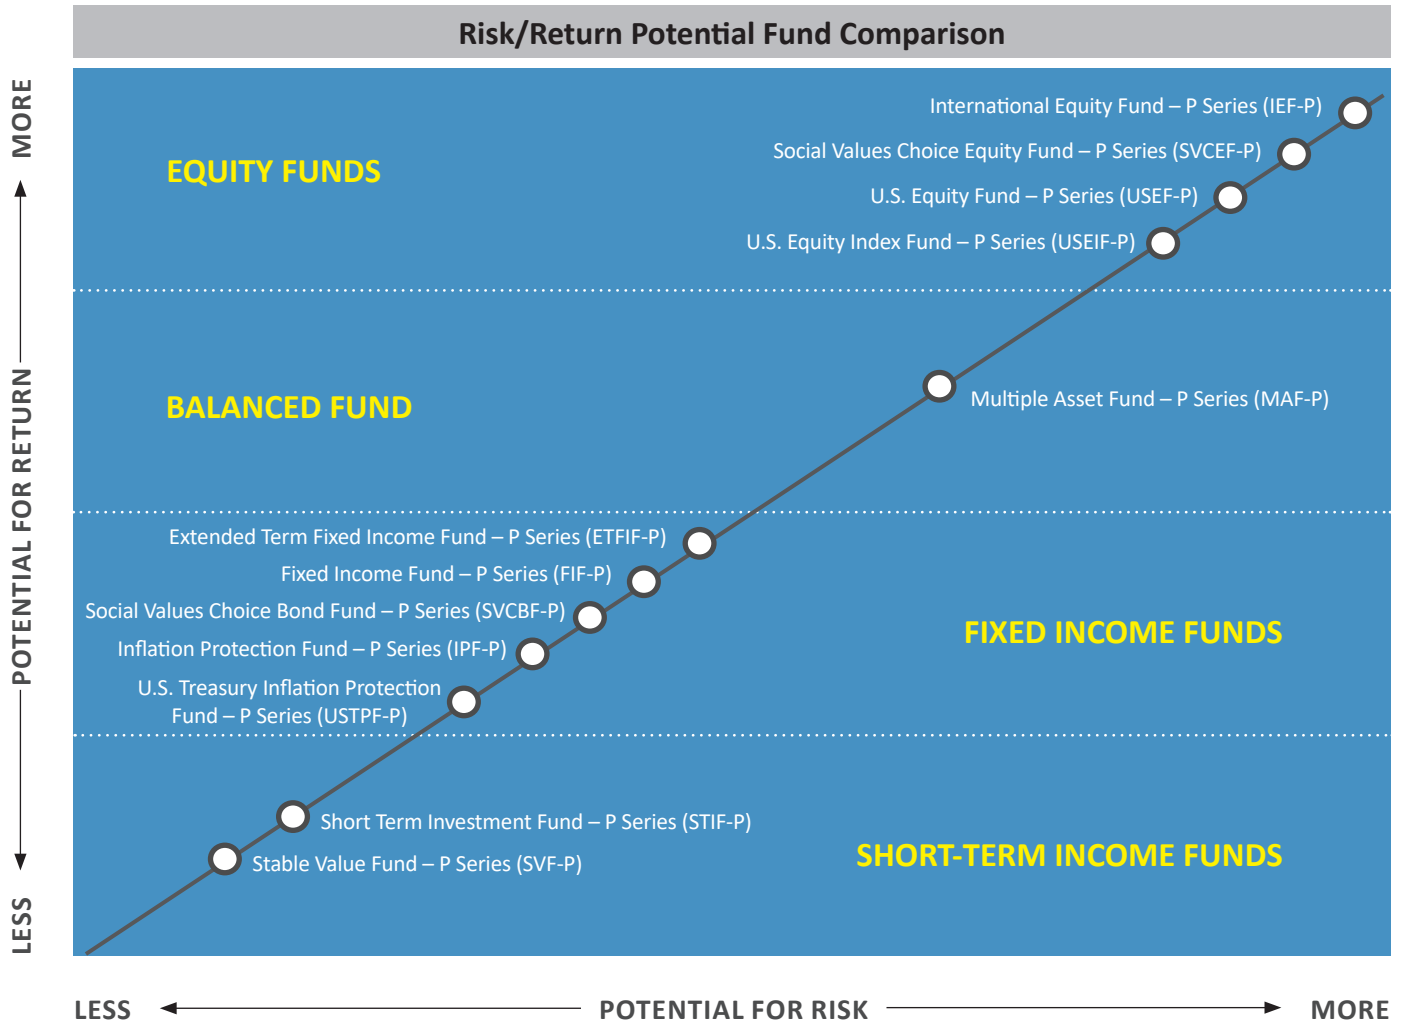 Risk/Return Potential Fund Comparison
MORE
POTENTIAL FOR RETURN
LESS
EQUITY FUNDS
International Equity Fund – P Series (IEF-P)
Social Values Choice Equity Fund – P Series (SVCEF-P)
U.S. Equity Fund – P Series (USEF-P)
U.S. Equity Index Fund – P Series (USEIF-P)
BALANCED FUND
Multiple Asset Fund – P Series (MAF-P)
Extended Term Fixed Income Fund – P Series (ETFIF-P)
Fixed Income Fund – P Series (FIF-P)
Social Values Choice Bond Fund – P Series (SVCBF-P)
Inflation Protection Fund – P Series (IPF-P)
U.S. Treasury Inflation Protection
Fund – P Series (USTPF-P)
FIXED INCOME FUNDS
Short Term Investment Fund – P Series (STIF-P)
Stable Value Fund – P Series (SVF-P)
SHORT-TERM INCOME FUNDS
LESS
POTENTIAL FOR RISK
MORE